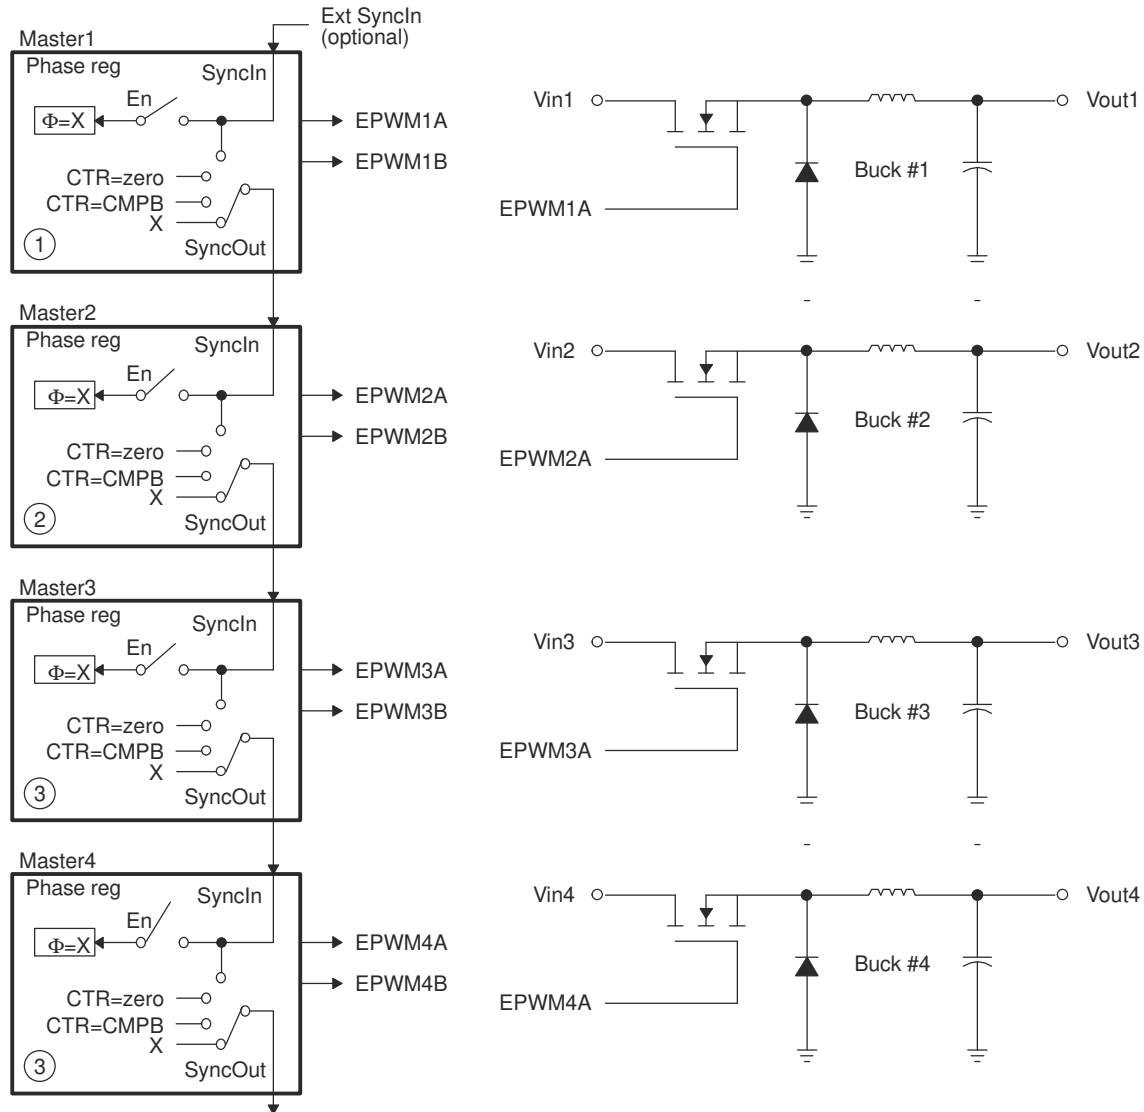 Ext SyncIn
(optional)
Master1
Phase reg
SyncIn
En
Φ=X
EPWM1A
EPWM1B
CTR=zero
CTR=CMPB
X
SyncOut
1
Vin1
Vout1
Buck #1
EPWM1A
Master2
Phase reg
SyncIn
En
Φ=X
EPWM2A
EPWM2B
CTR=zero
CTR=CMPB
X
SyncOut
2
Vin2
Vout2
Buck #2
EPWM2A
Master3
Phase reg
SyncIn
En
Φ=X
EPWM3A
EPWM3B
CTR=zero
CTR=CMPB
X
SyncOut
3
Vin3
Vout3
Buck #3
EPWM3A
Master4
Phase reg
SyncIn
En
Φ=X
EPWM4A
EPWM4B
CTR=zero
CTR=CMPB
X
SyncOut
3
Vin4
Vout4
Buck #4
EPWM4A